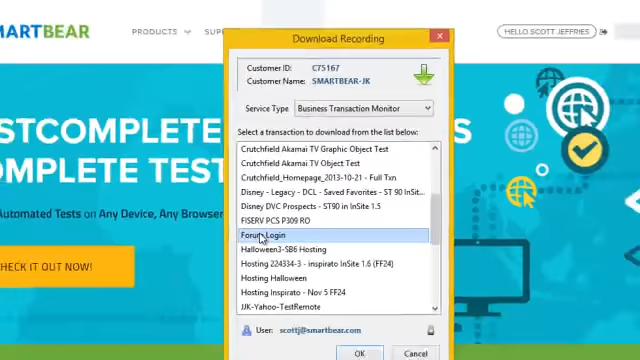 MARTBEAR
PRODUCTS
SUPP
HELLO SCOTT JEFFRIES
Download Recording
Customer ID: C75167
Customer Name: SMARTBEAR-JK
Service Type Business Transaction Monitor
Select a transaction to download from the list below:
Crutchfield Akamai TV Graphic Object Test
Crutchfield Akamai TV Object Test
Crutchfield_Homepage_2013-10-21 - Full Txn
Disney - Legacy - DCL - Saved Favorites - ST 90 InSit...
Disney DVC Prospects - ST90 in InSite 1.5
FISERV PCS P309 RO
Forum Login
Halloween3-SB6 Hosting
Hosting 224334-3 - inspirato InSite 1.6 (FF24)
Hosting Halloween
Hosting Inspirato - Nov 5 FF24
JJK-Yahoo-TestRemote
User: scottj@smartbear.com
OK Cancel
STCOMPLETE
S
OMPLETE TEST
Automated Tests on Any Device, Any Browser
CHECK IT OUT NOW!